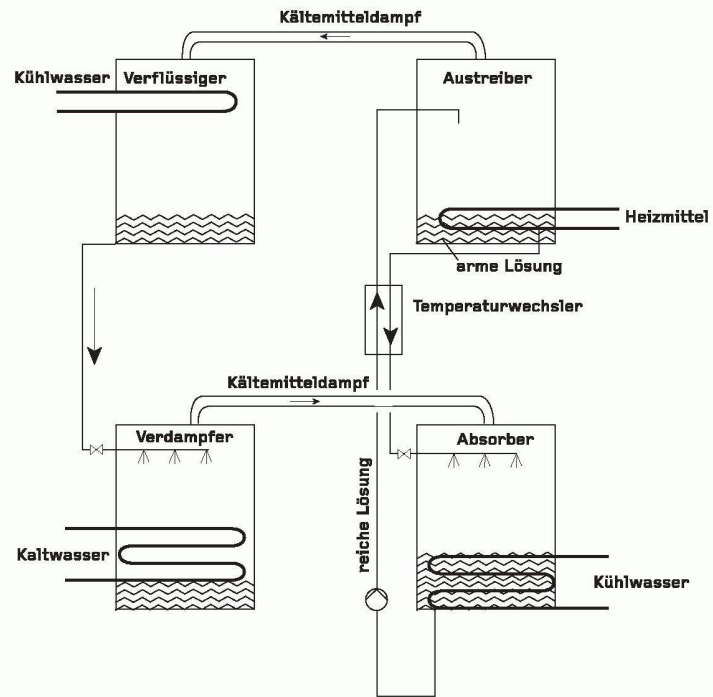 Kältemitteldampf
Kühlwasser
Verflüssiger
Austreiber
Heizmittel
arme Lösung
Temperaturwechsler
Kältemitteldampf
Verdampfer
Absorber
reiche Lösung
Kaltwasser
Kühlwasser